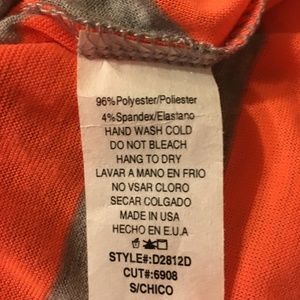 96%Polyester/Poliester
4%Spandex/Elastano
HAND WASH COLD
DO NOT BLEACH
HANG TO DRY
LAVAR A MANO EN FRIO
NO VSAR CLORO
SECAR COLGADO
MADE IN USA
HECHO EN E.U.A
STYLE#:D2812D
CUT#:6908
S/CHICO